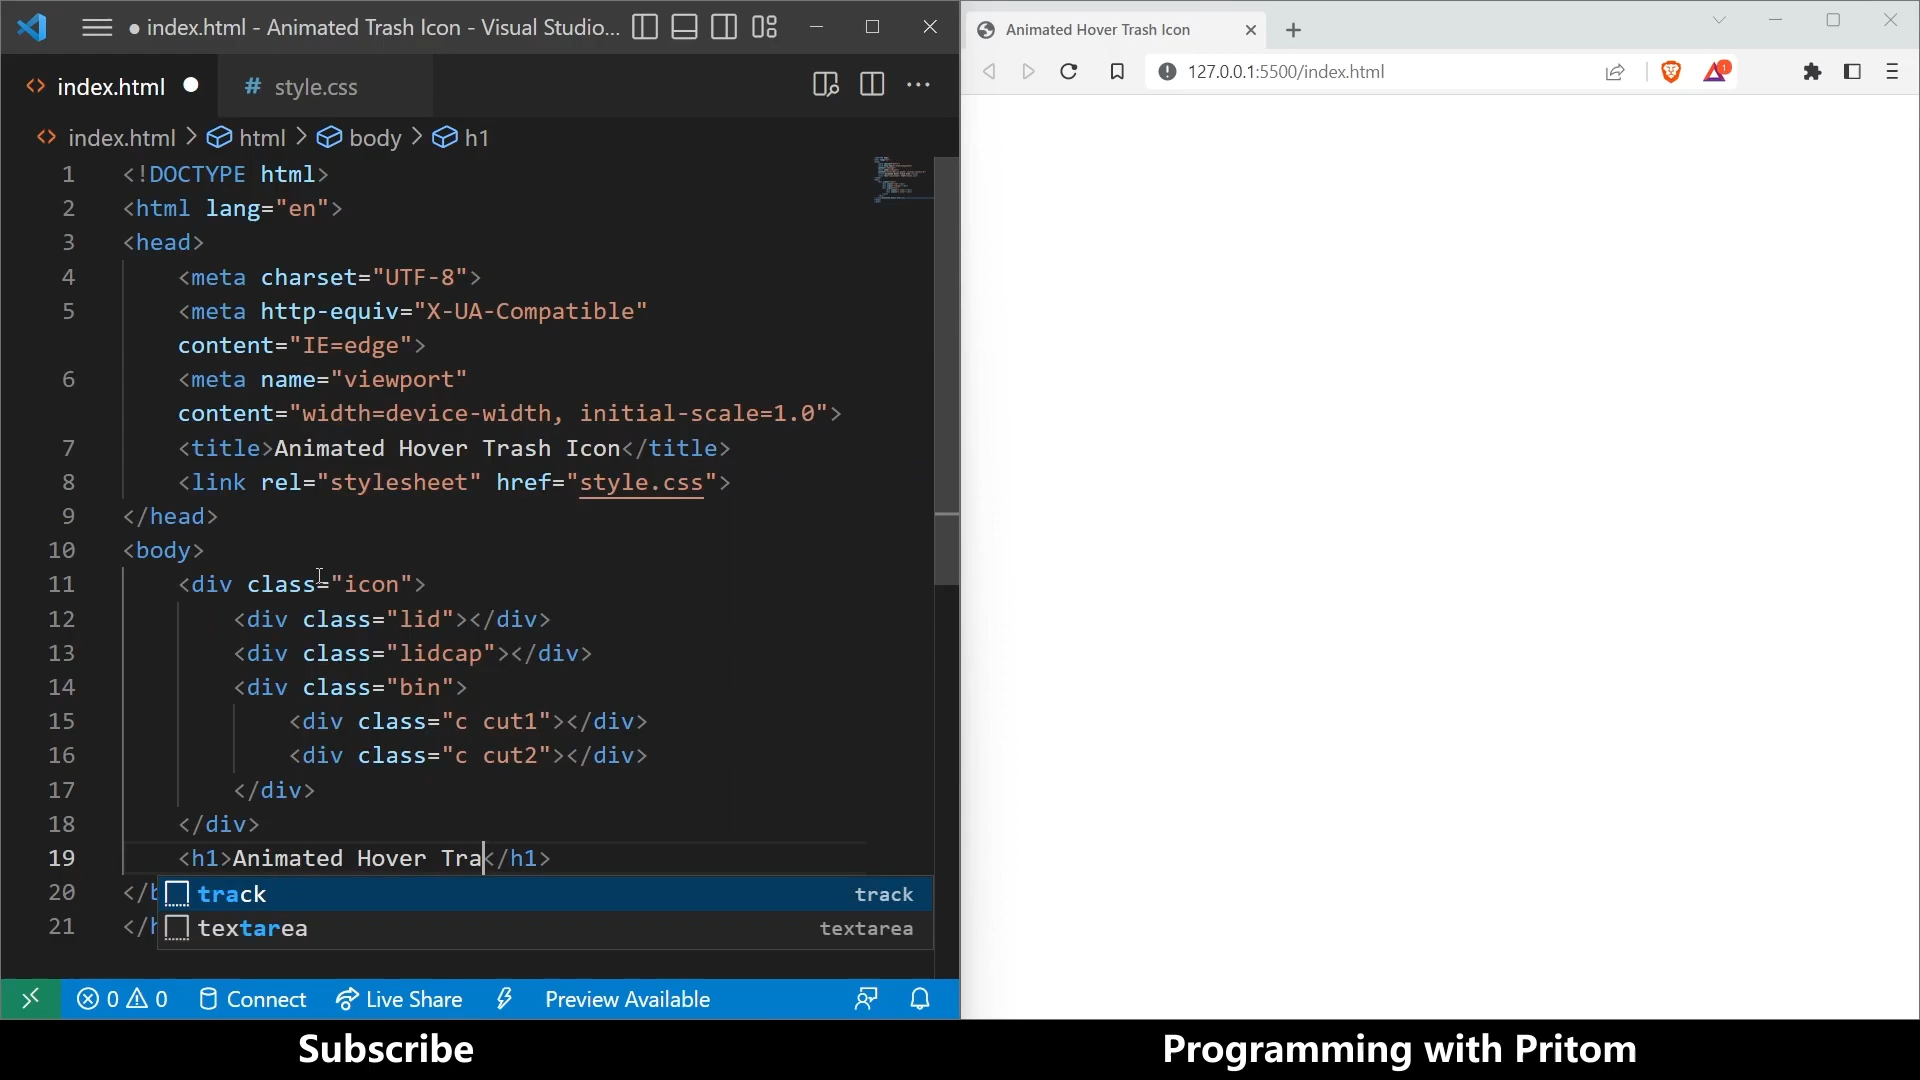 index.html - Animated Trash Icon - Visual Studio...
index.html
# style.css
index.html > html > body > h1
1 <!DOCTYPE html>
2 <html lang="en">
3 <head>
4 <meta charset="UTF-8">
5 <meta http-equiv="X-UA-Compatible"
content="IE=edge">
6 <meta name="viewport"
content="width=device-width, initial-scale=1.0">
7 <title>Animated Hover Trash Icon</title>
8 <link rel="stylesheet" href="style.css">
9 </head>
10 <body>
11 <div class="icon">
12 <div class="lid"></div>
13 <div class="lidcap"></div>
14 <div class="bin">
15 <div class="c cut1"></div>
16 <div class="c cut2"></div>
17 </div>
18 </div>
19 <h1>Animated Hover Tra</h1>
20 </b
track track
21 </h
textarea textarea
0 0 Connect Live Share Preview Available
Animated Hover Trash Icon
127.0.0.1:5500/index.html
1
Subscribe
Programming with Pritom